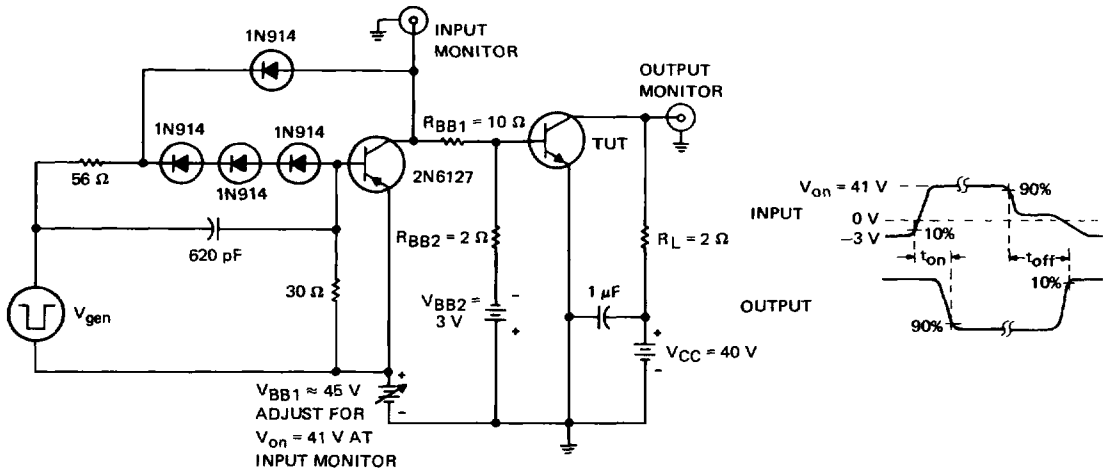 INPUT
MONITOR
1N914
OUTPUT
MONITOR
RBB1 = 10 Ω
1N914
1N914
TUT
56 Ω
1N914
2N6127
Von = 41 V
90%
INPUT
0 V
RBB2 = 2 Ω
RL = 2 Ω
-3 V
10%
620 pF
ton
toff
30 Ω
1 μF
10%
Vgen
VBB2 =
3 V
-
+
OUTPUT
+
-
VCC = 40 V
90%
+
-
VBB1 ≈ 45 V
ADJUST FOR
Von = 41 V AT
INPUT MONITOR